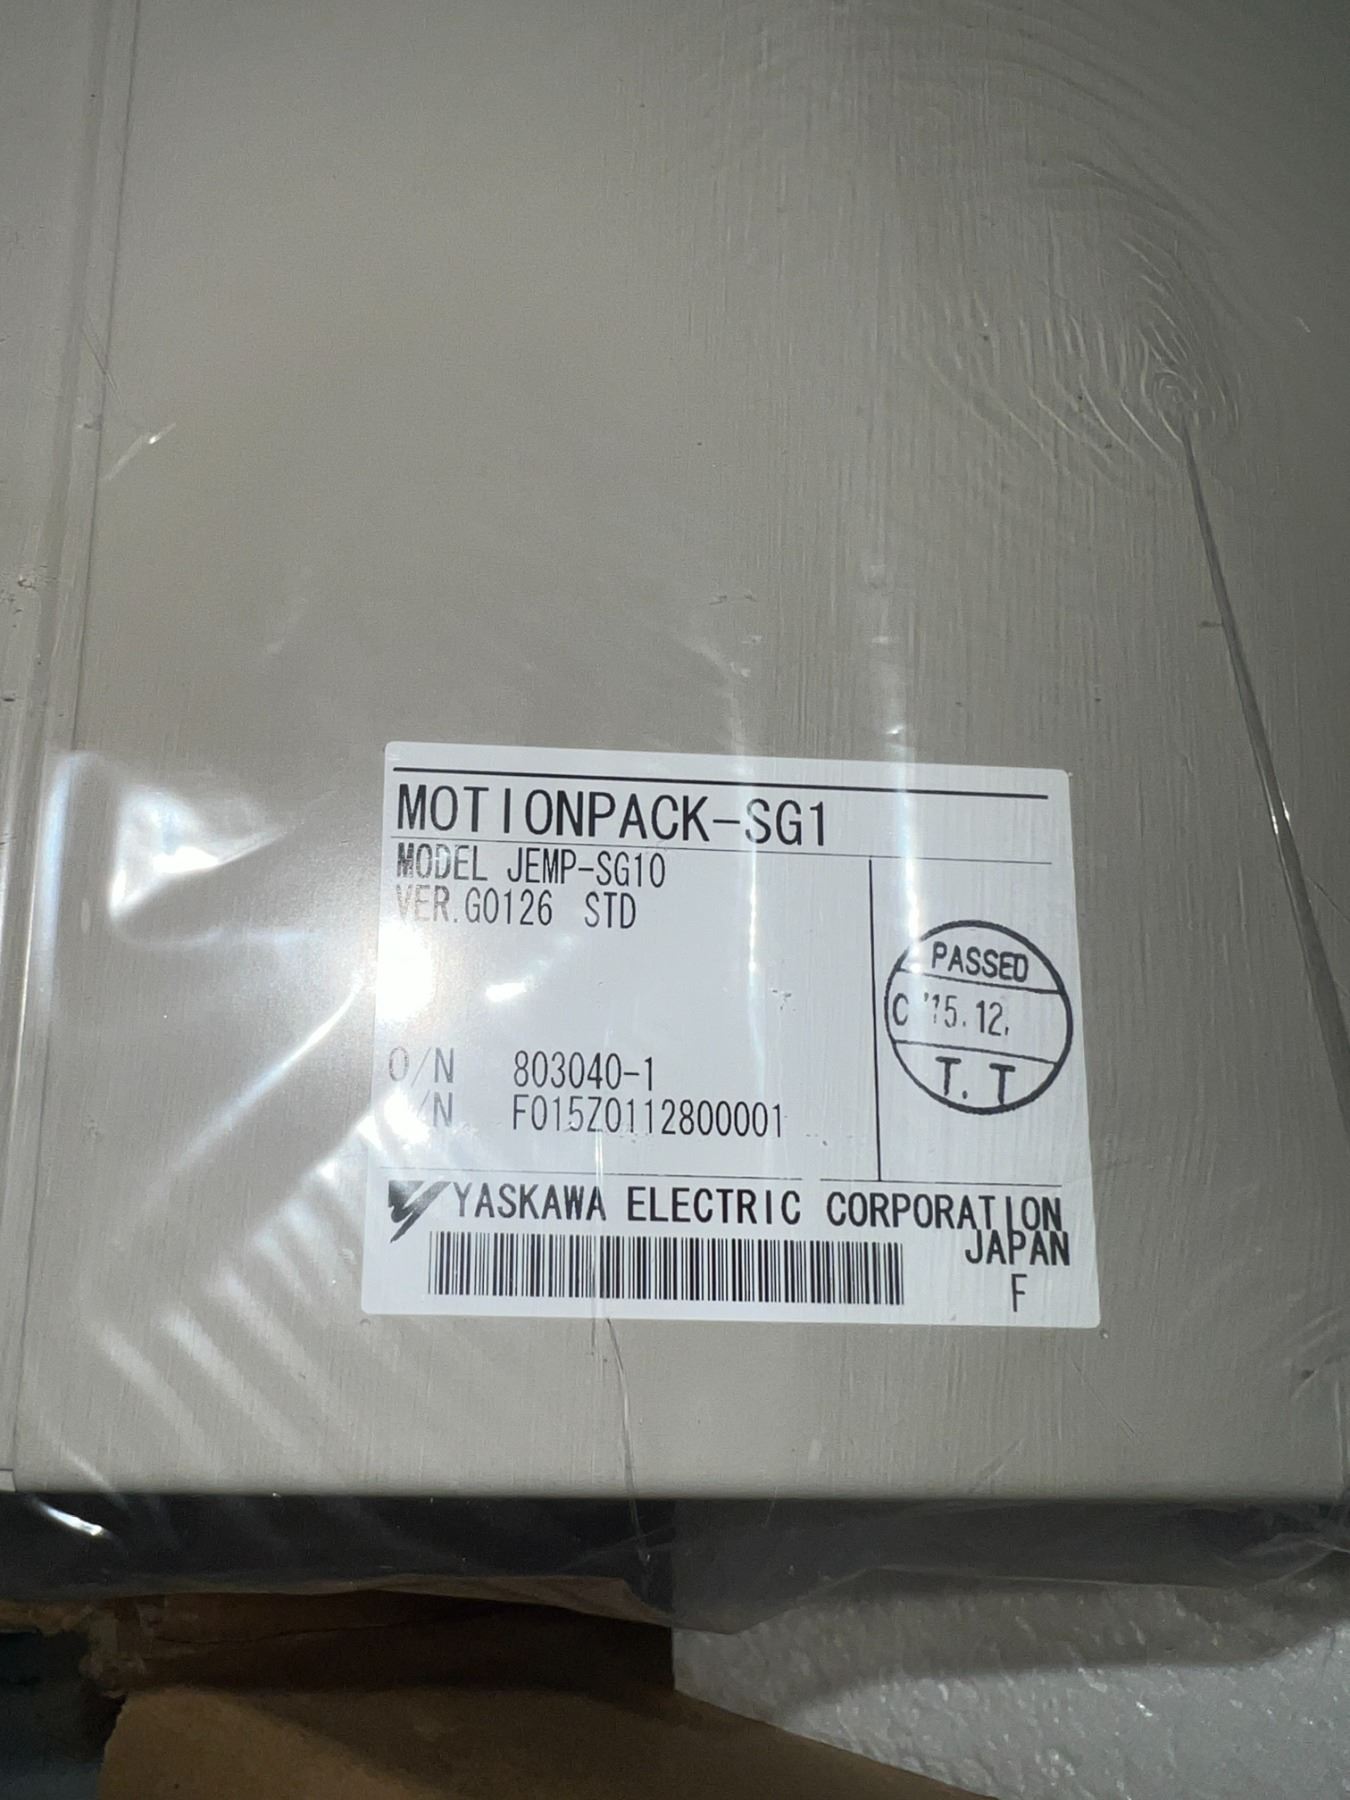 MOTIONPACK-SG1
MODEL JEMP-SG10
VER.G0126 STD
PASSED
C '15.12.
T. T
O/N 803040-1
/N F015Z0112800001
YASKAWA ELECTRIC CORPORATION
JAPAN
F